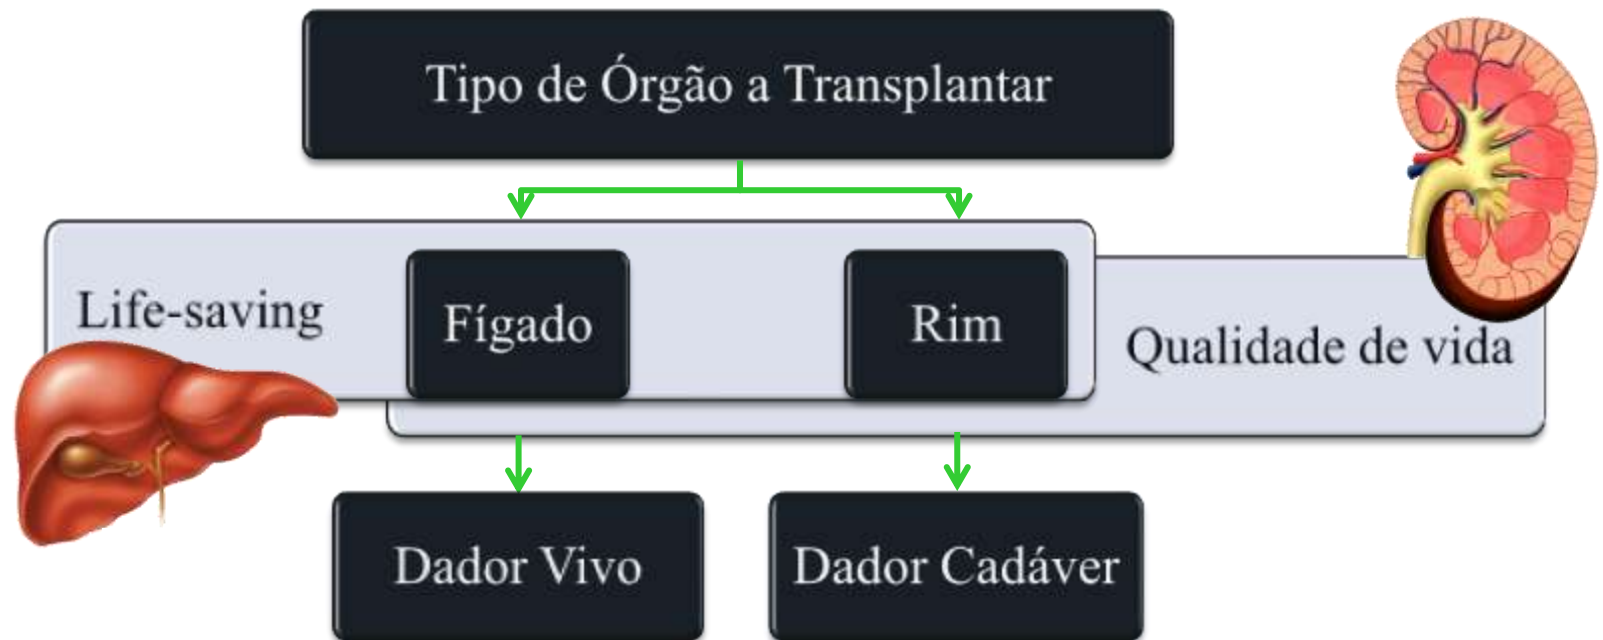 Tipo de Órgão a Transplantar
Life-saving
Fígado
Rim
Qualidade de vida
Dador Vivo
Dador Cadáver